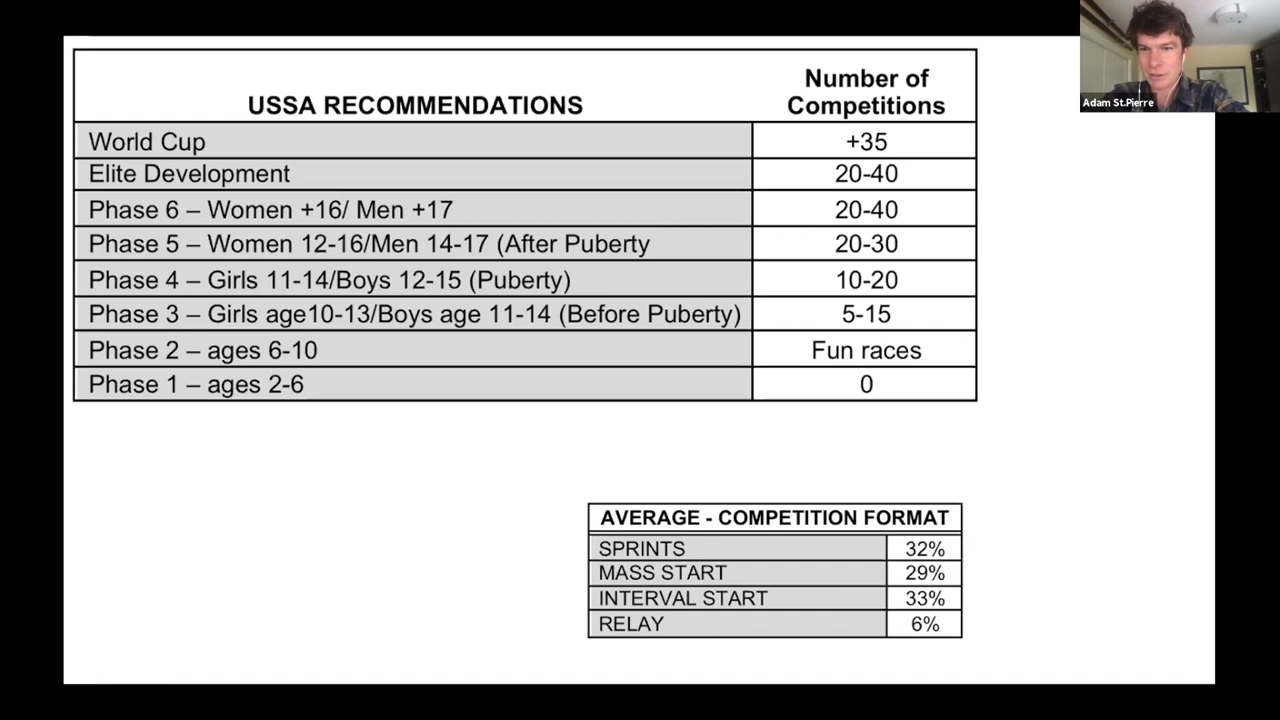 USSA RECOMMENDATIONS Number of Competitions
World Cup +35
Elite Development 20-40
Phase 6 – Women +16/ Men +17 20-40
Phase 5 – Women 12-16/Men 14-17 (After Puberty 20-30
Phase 4 – Girls 11-14/Boys 12-15 (Puberty) 10-20
Phase 3 – Girls age10-13/Boys age 11-14 (Before Puberty) 5-15
Phase 2 – ages 6-10 Fun races
Phase 1 – ages 2-6 0
AVERAGE - COMPETITION FORMAT
SPRINTS 32%
MASS START 29%
INTERVAL START 33%
RELAY 6%
Adam St.Pierre